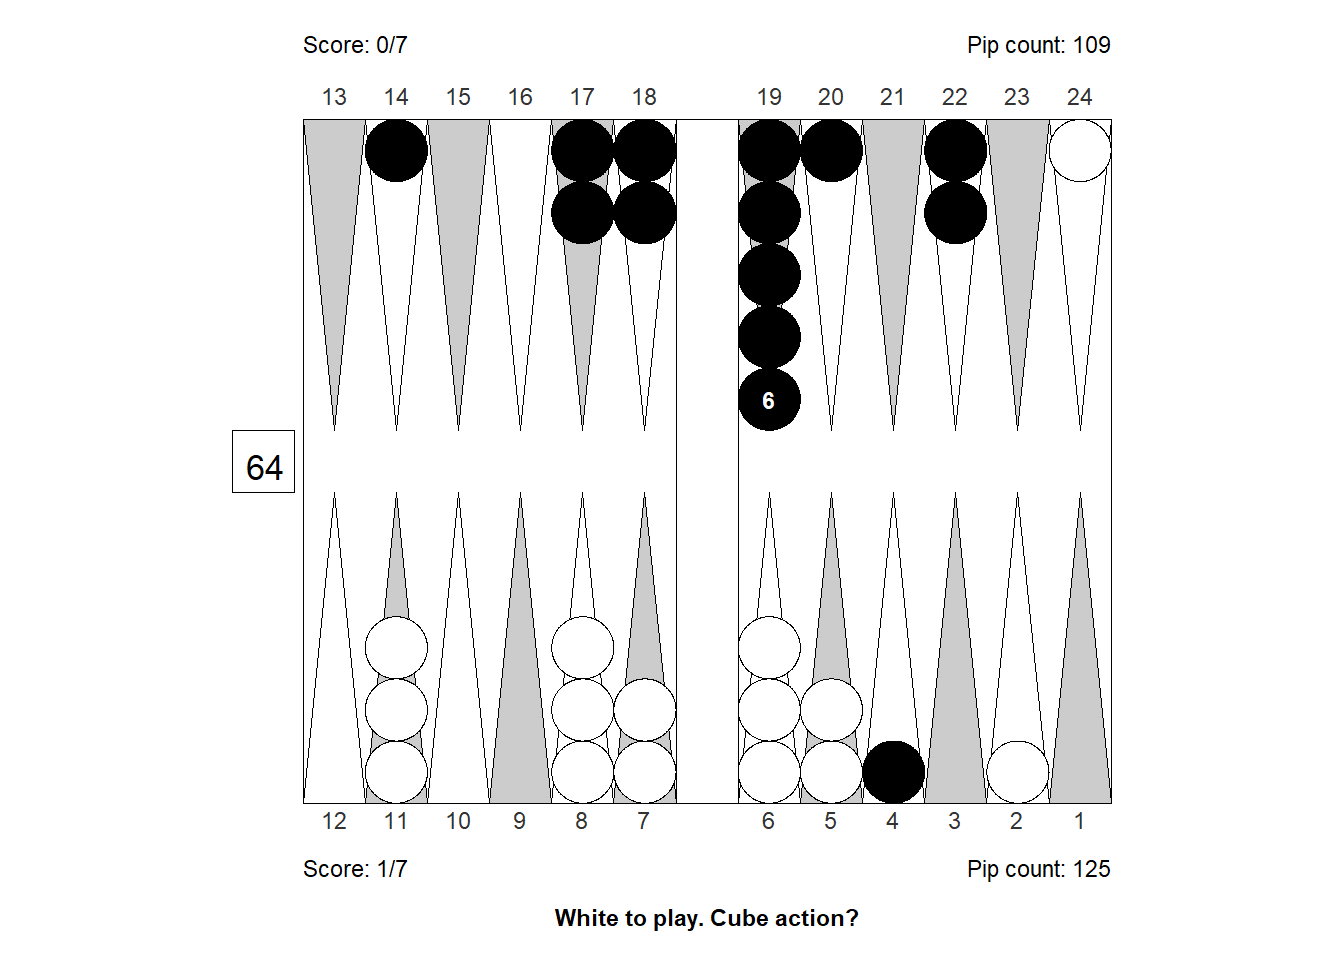 Score: 0/7 Pip count: 109
13 14 15 16 17 18 19 20 21 22 23 24
6
64
12 11 10 9 8 7 6 5 4 3 2 1
Score: 1/7 Pip count: 125
White to play. Cube action?